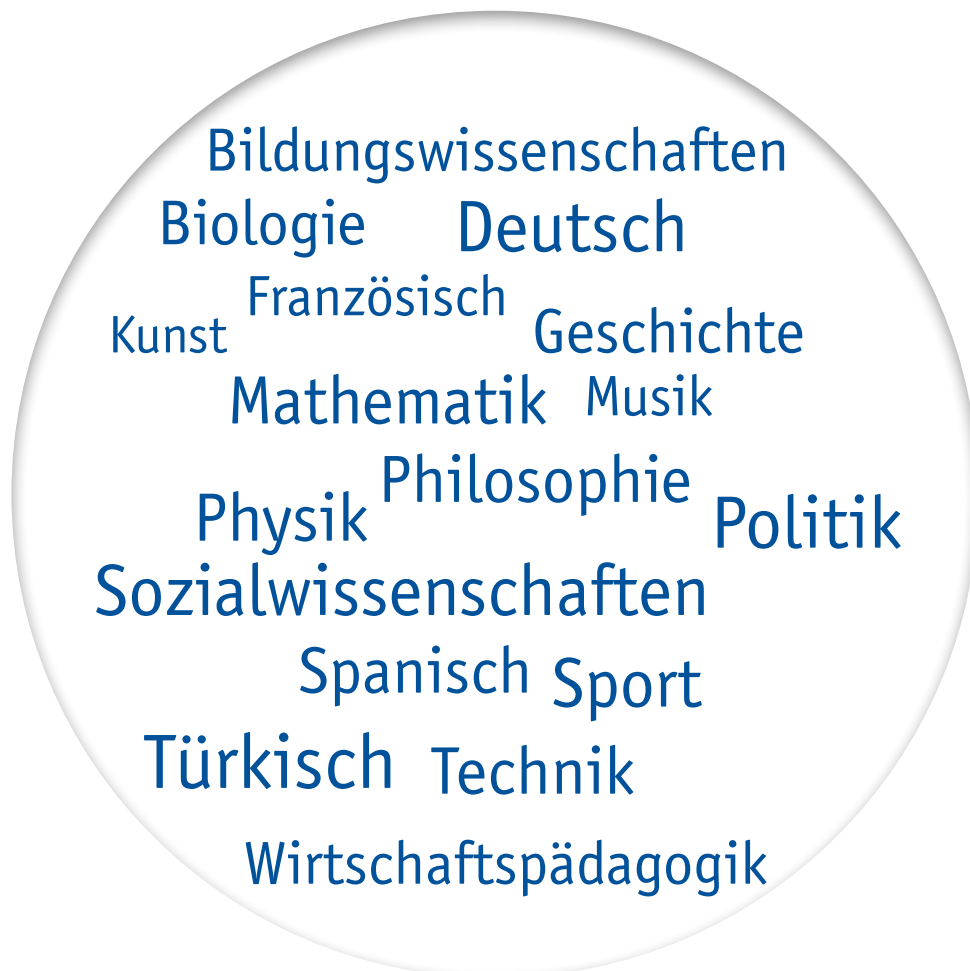 Bildungswissenschaften
Biologie Deutsch
Französisch
Kunst Geschichte
Mathematik Musik
Philosophie
Physik Politik
Sozialwissenschaften
Spanisch Sport
Türkisch Technik
Wirtschaftspädagogik